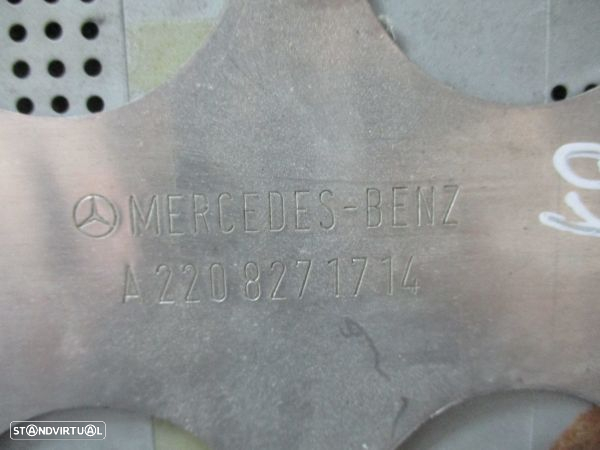 MERCEDES-BENZ
A 220 827 17 14
STANDVIRTUAL